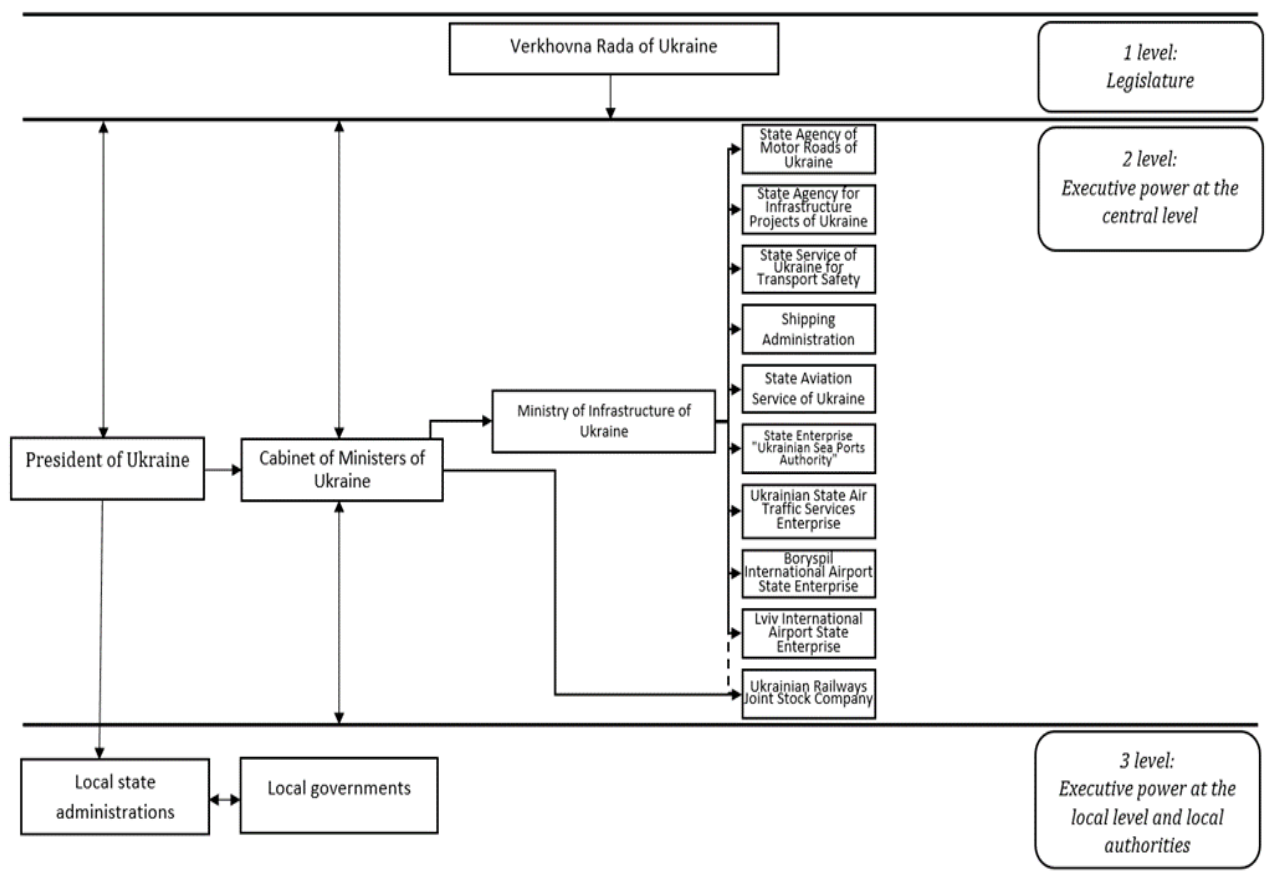 Verkhovna Rada of Ukraine
1 level:
Legislature
State Agency of
Motor Roads of
Ukraine
2 level:
Executive power at the
central level
State Agency for
Infrastructure
Projects of Ukraine
State Service of
Ukraine for
Transport Safety
Shipping
Administration
State Aviation
Service of Ukraine
Ministry of Infrastructure of
Ukraine
President of Ukraine
Cabinet of Ministers of
Ukraine
State Enterprise
"Ukrainian Sea Ports
Authority"
Ukrainian State Air
Traffic Services
Enterprise
Boryspil
International Airport
State Enterprise
Lviv International
Airport State
Enterprise
Ukrainian Railways
Joint Stock Company
Local state
administrations
Local governments
3 level:
Executive power at the
local level and local
authorities